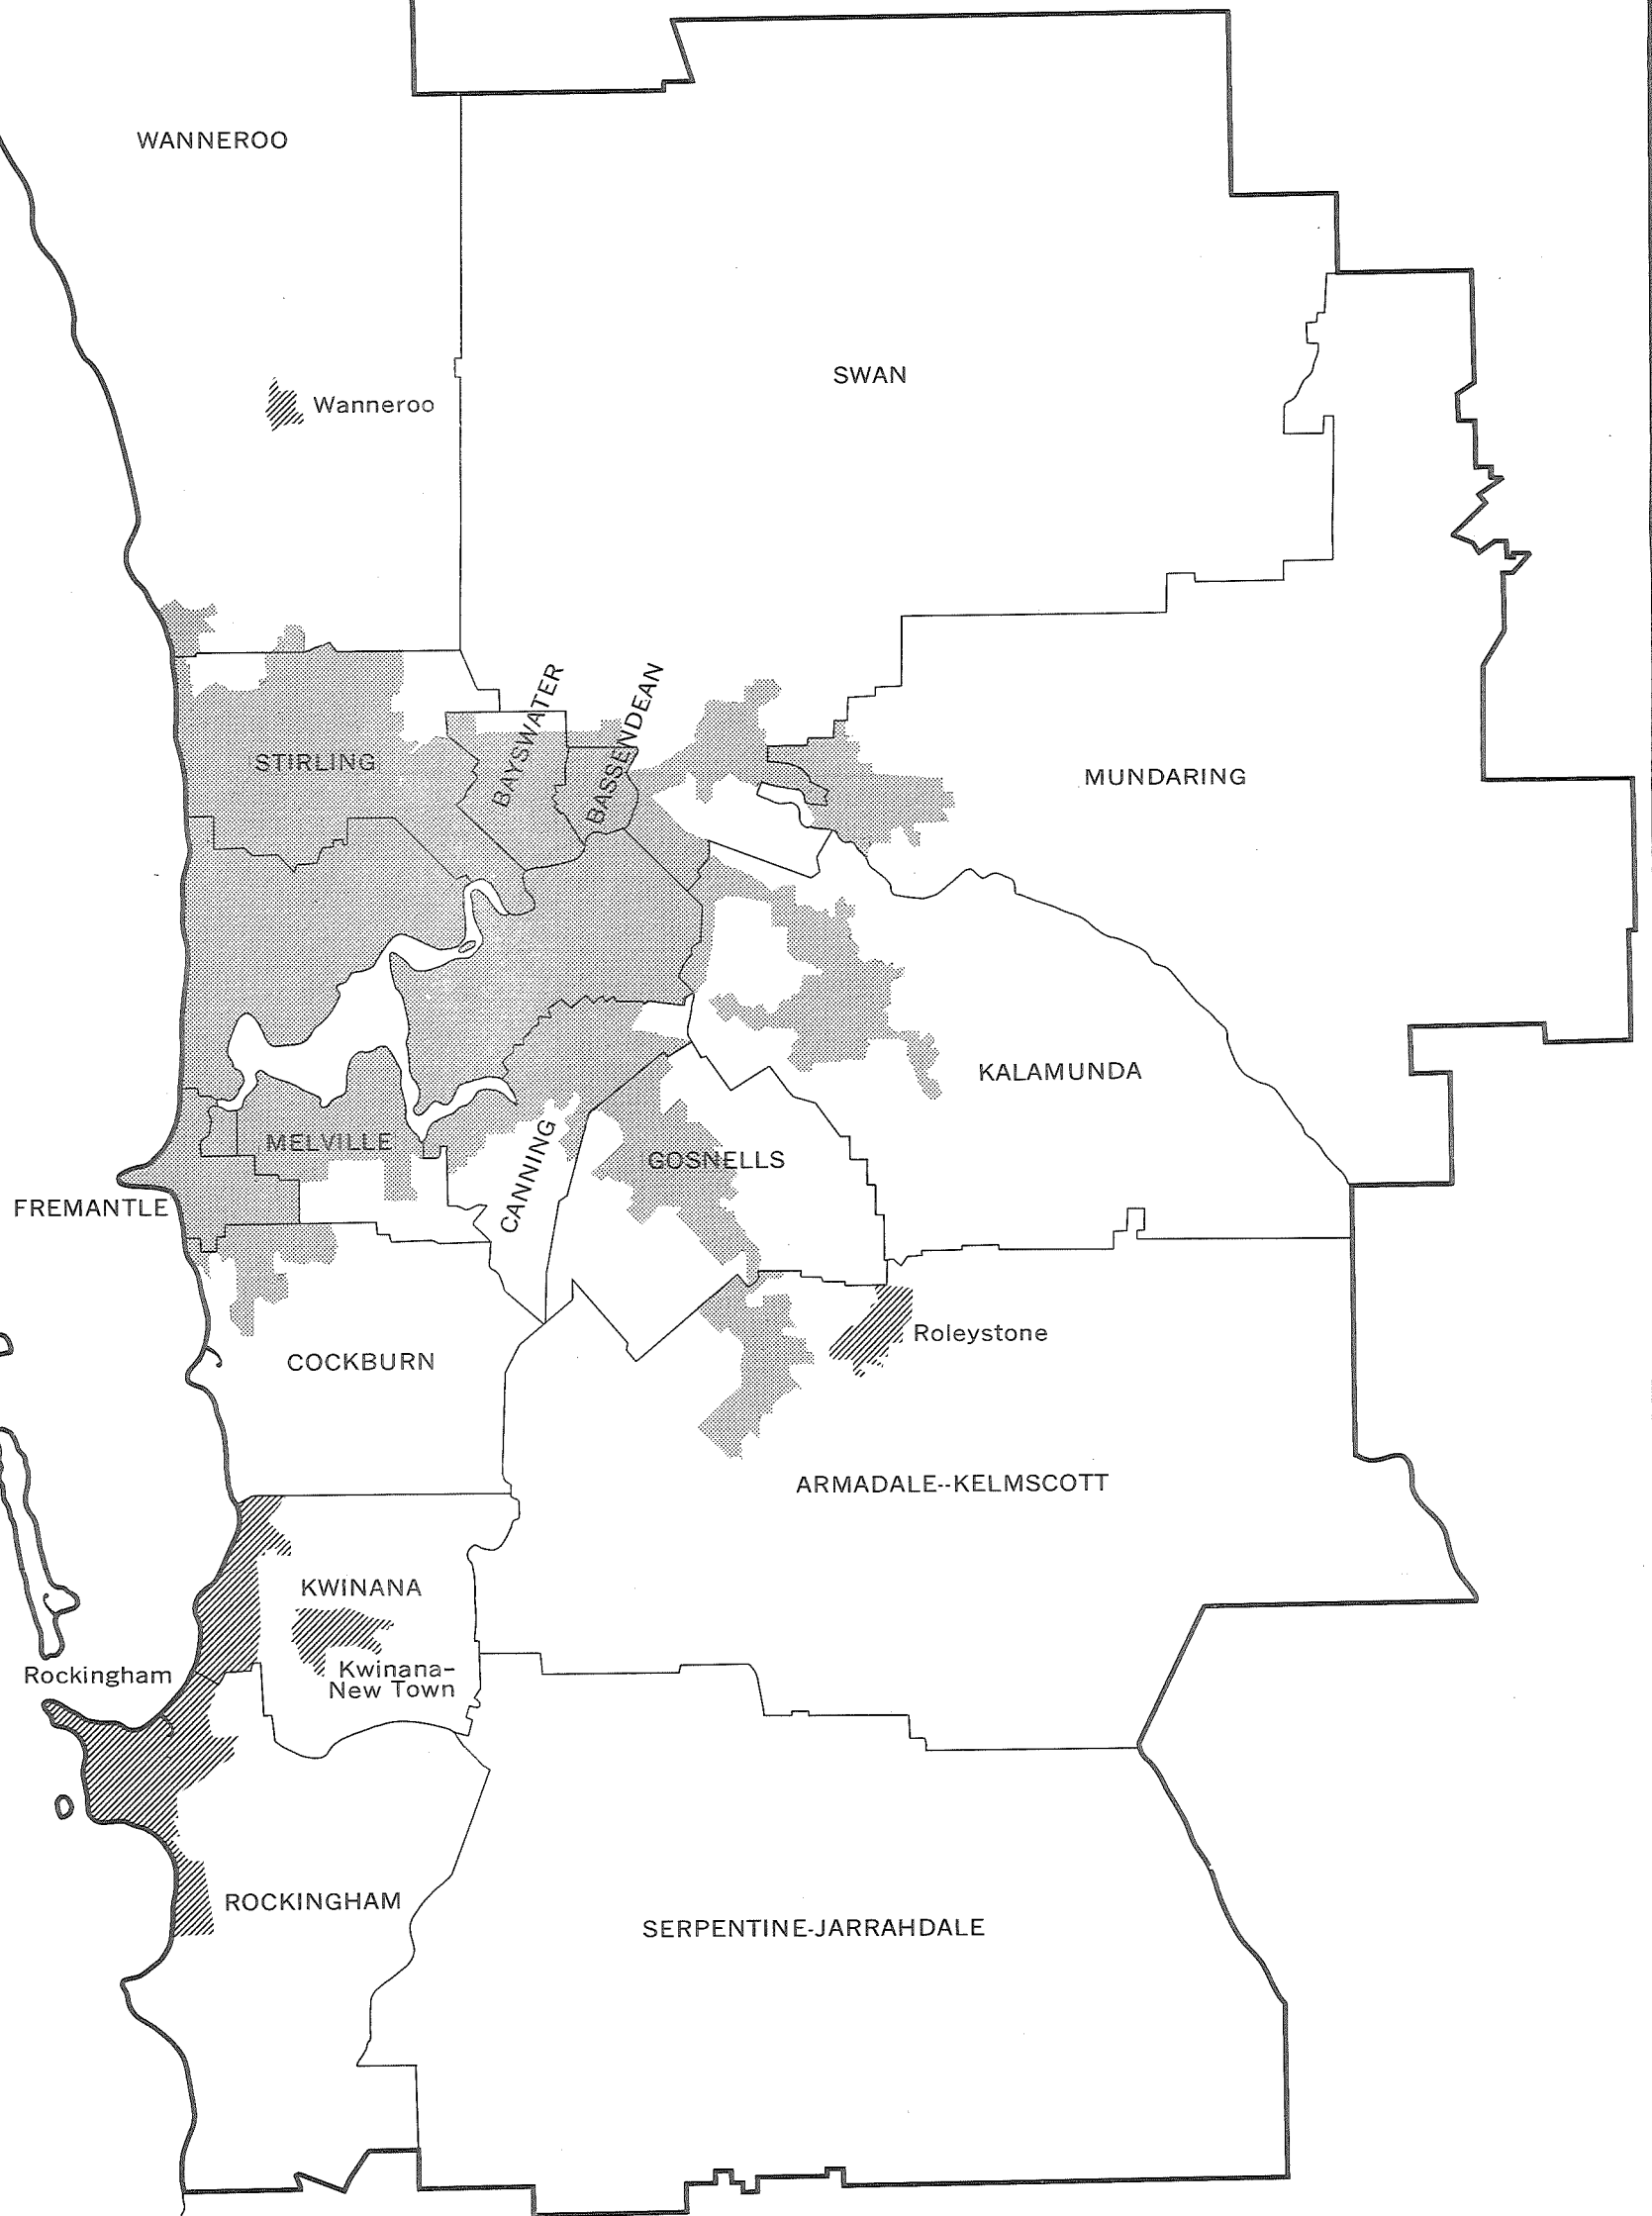 WANNEROO
SWAN
Wanneroo
BAYSWATER
BASSENDEAN
STIRLING
MUNDARING
KALAMUNDA
MELVILLE
CANNING
GOSNELLS
FREMANTLE
Roleystone
COCKBURN
ARMADALE--KELMSCOTT
KWINANA
Rockingham
Kwinana-
New Town
ROCKINGHAM
SERPENTINE-JARRAHDALE